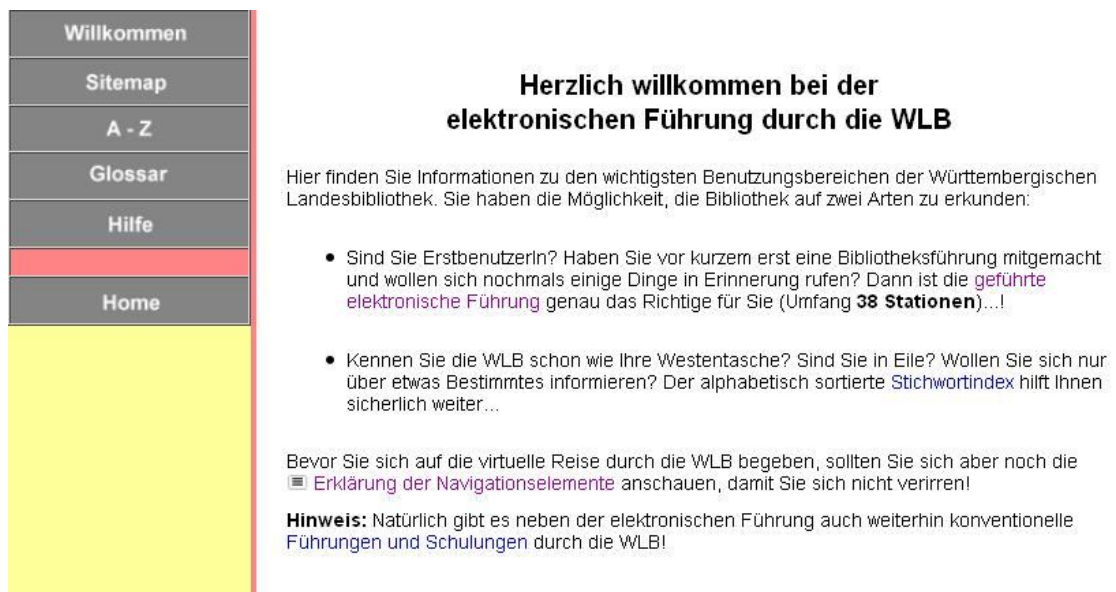 Willkommen
Sitemap
A - Z
Glossar
Hilfe
Home
Herzlich willkommen bei der
elektronischen Führung durch die WLB
Hier finden Sie Informationen zu den wichtigsten Benutzungsbereichen der Württembergischen
Landesbibliothek. Sie haben die Möglichkeit, die Bibliothek auf zwei Arten zu erkunden:
• Sind Sie ErstbenutzerIn? Haben Sie vor kurzem erst eine Bibliotheksführung mitgemacht
und wollen sich nochmals einige Dinge in Erinnerung rufen? Dann ist die geführte
elektronische Führung genau das Richtige für Sie (Umfang 38 Stationen)...!
• Kennen Sie die WLB schon wie Ihre Westentasche? Sind Sie in Eile? Wollen Sie sich nur
über etwas Bestimmtes informieren? Der alphabetisch sortierte Stichwortindex hilft Ihnen
sicherlich weiter...
Bevor Sie sich auf die virtuelle Reise durch die WLB begeben, sollten Sie sich aber noch die
Erklärung der Navigationselemente anschauen, damit Sie sich nicht verirren!
Hinweis: Natürlich gibt es neben der elektronischen Führung auch weiterhin konventionelle
Führungen und Schulungen durch die WLB!